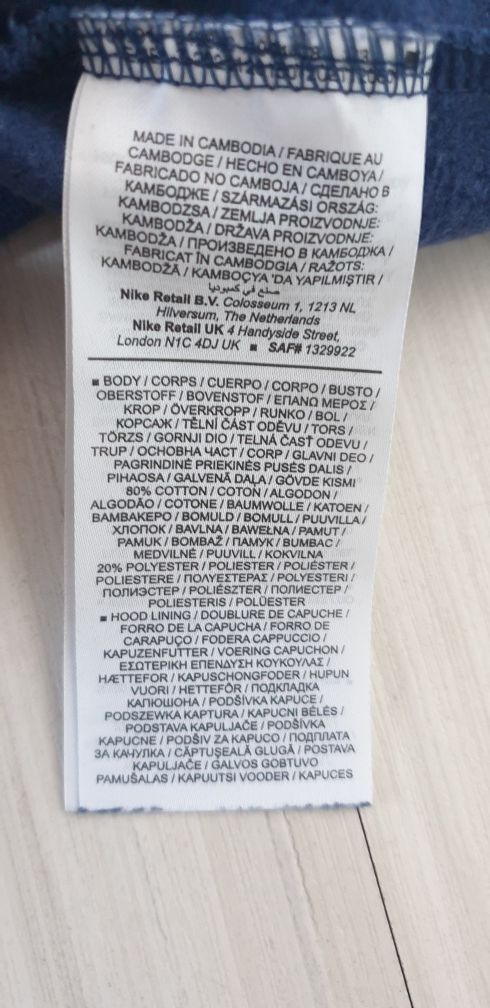 MADE IN CAMBODIA / FABRIQUE AU
CAMBODGE / HECHO EN CAMBOYA /
FABRICADO NO CAMBOJA / СДЕЛАНО В
КАМБОДЖЕ / SZÁRMAZÁSI ORSZÁG:
KAMBODZSA / ZEMLJA PROIZVODNJE:
KAMBODŽA / DRŽAVA PROIZVODNJE:
KAMBODŽA / ПРОИЗВЕДЕНО В КАМБОДЖА /
FABRICAT ÎN CAMBODGIA / RAŽOTS:
KAMBODŽĀ / KAMBOÇYA 'DA YAPILMIŞTIR /
صنع في كمبوديا
Nike Retail B.V. Colosseum 1, 1213 NL
Hilversum, The Netherlands
Nike Retail UK 4 Handyside Street,
London N1C 4DJ UK ■ SAF# 1329922
■ BODY / CORPS / CUERPO / CORPO / BUSTO /
OBERSTOFF / BOVENSTOF / ΕΠΑΝΩ ΜΕΡΟΣ /
KROP / ÖVERKROPP / RUNKO / BOL /
КОРСАЖ / TĚLNÍ ČÁST ODĚVU / TORS /
TÖRZS / GORNJI DIO / TELNÁ ČASŤ ODEVU /
TRUP / ОСНОВНА ЧАСТ / CORP / GLAVNI DEO /
PAGRINDINĖ PRIEKINĖS PUSĖS DALIS /
PIHAOSA / GALVENĀ DAĻA / GÖVDE KISMI
80% COTTON / COTON / ALGODON /
ALGODÃO / COTONE / BAUMWOLLE / KATOEN /
ΒΑΜΒΑΚΕΡΟ / BOMULD / BOMULL / PUUVILLA /
ХЛОПОК / BAVLNA / BAWEŁNA / PAMUT /
PAMUK / BOMBAŽ / ПАМУК / BUMBAC /
MEDVILNĖ / PUUVILL / KOKVILNA
20% POLYESTER / POLIESTER / POLIÉSTER /
POLIESTERE / ΠΟΛΥΕΣΤΕΡΑΣ / POLYESTERI /
ПОЛИЭСТЕР / POLIÉSZTER / ПОЛИЕСТЕР /
POLIESTERIS / POLÜESTER
■ HOOD LINING / DOUBLURE DE CAPUCHE /
FORRO DE LA CAPUCHA / FORRO DE
CARAPUÇO / FODERA CAPPUCCIO /
KAPUZENFUTTER / VOERING CAPUCHON /
ΕΣΩΤΕΡΙΚΗ ΕΠΕΝΔΥΣΗ ΚΟΥΚΟΥΛΑΣ /
HÆTTEFOR / KAPUSCHONGFODER / HUPUN
VUORI / HETTEFÔR / ПОДКЛАДКА
КАПЮШОНА / PODŠÍVKA KAPUCE /
PODSZEWKA KAPTURA / KAPUCNI BÉLÉS /
PODSTAVA KAPULJAČE / PODŠÍVKA
KAPUCNE / PODŠIV ZA KAPUCO / ПОДПЛАТА
ЗА КАЧУЛКА / CĂPTUȘEALĂ GLUGĂ / POSTAVA
KAPULJAČE / GALVOS GOBTUVO
PAMUŠALAS / KAPUUTSI VOODER / KAPUCES